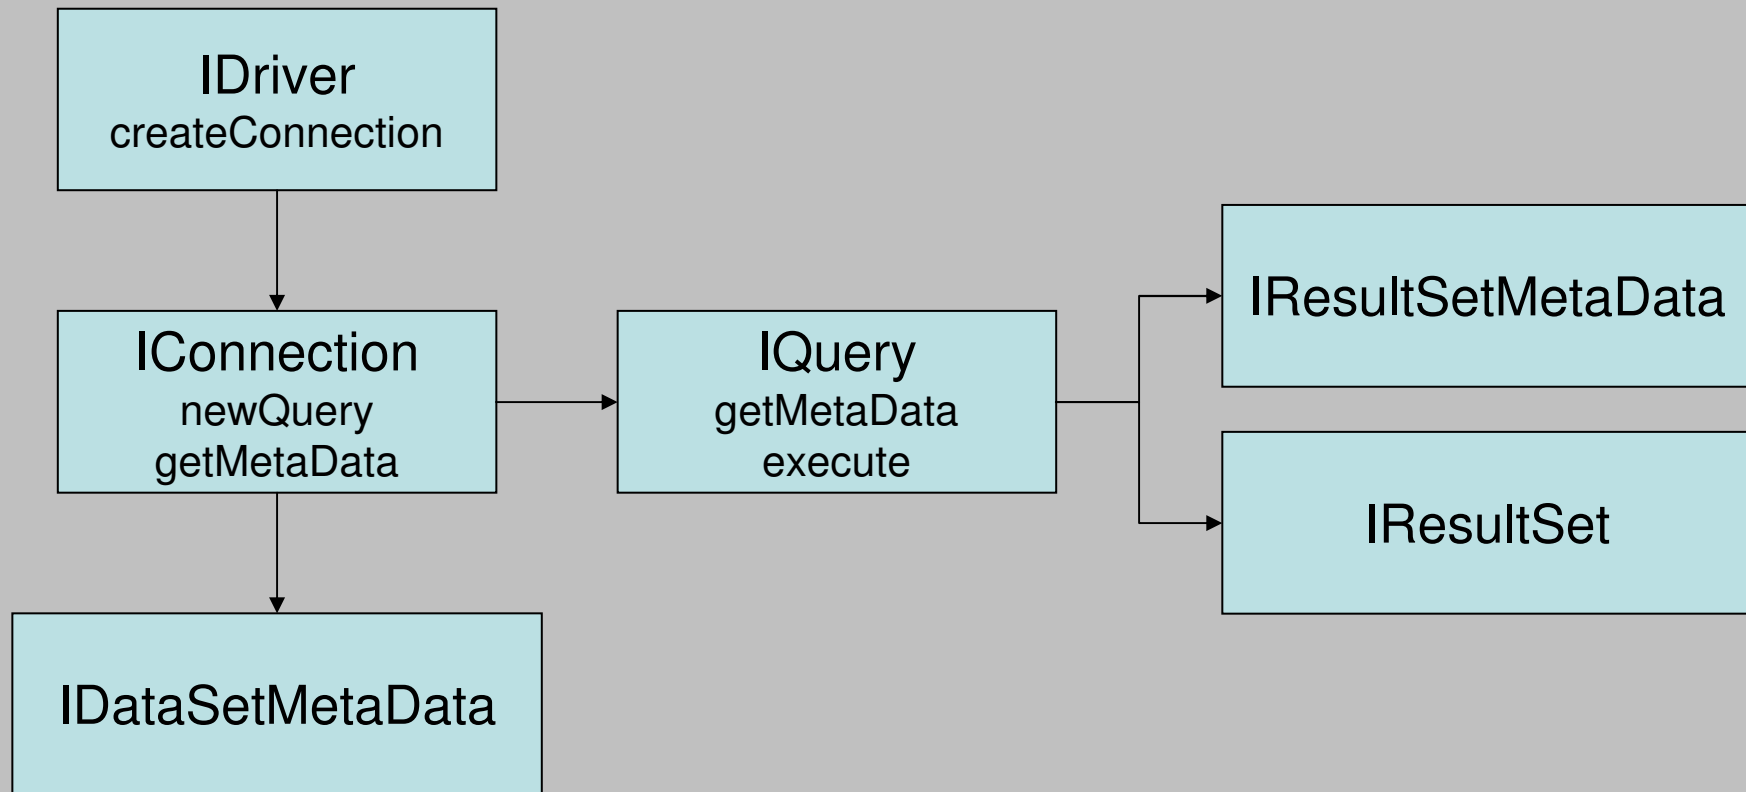 IDriver
createConnection
IConnection
newQuery
getMetaData
IQuery
getMetaData
execute
IResultSetMetaData
IResultSet
IDataSetMetaData